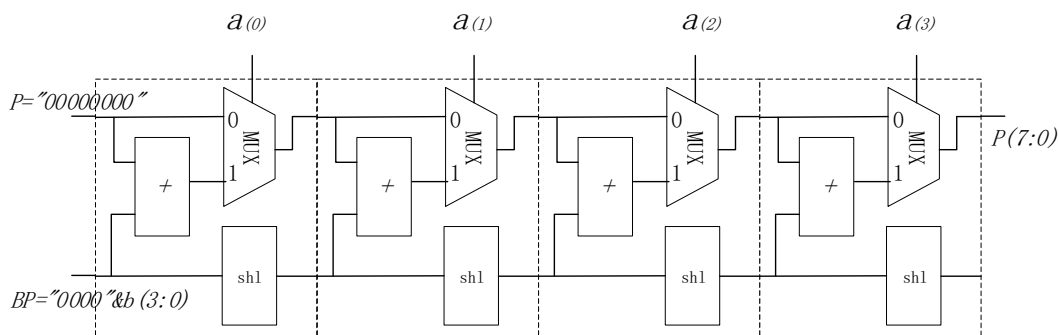 a(0) a(1) a(2) a(3)
P="00000000"
0 MUX 1 +
0 MUX 1 +
0 MUX 1 +
0 MUX 1 +
P(7:0)
shl shl shl shl
BP="0000"&b(3:0)